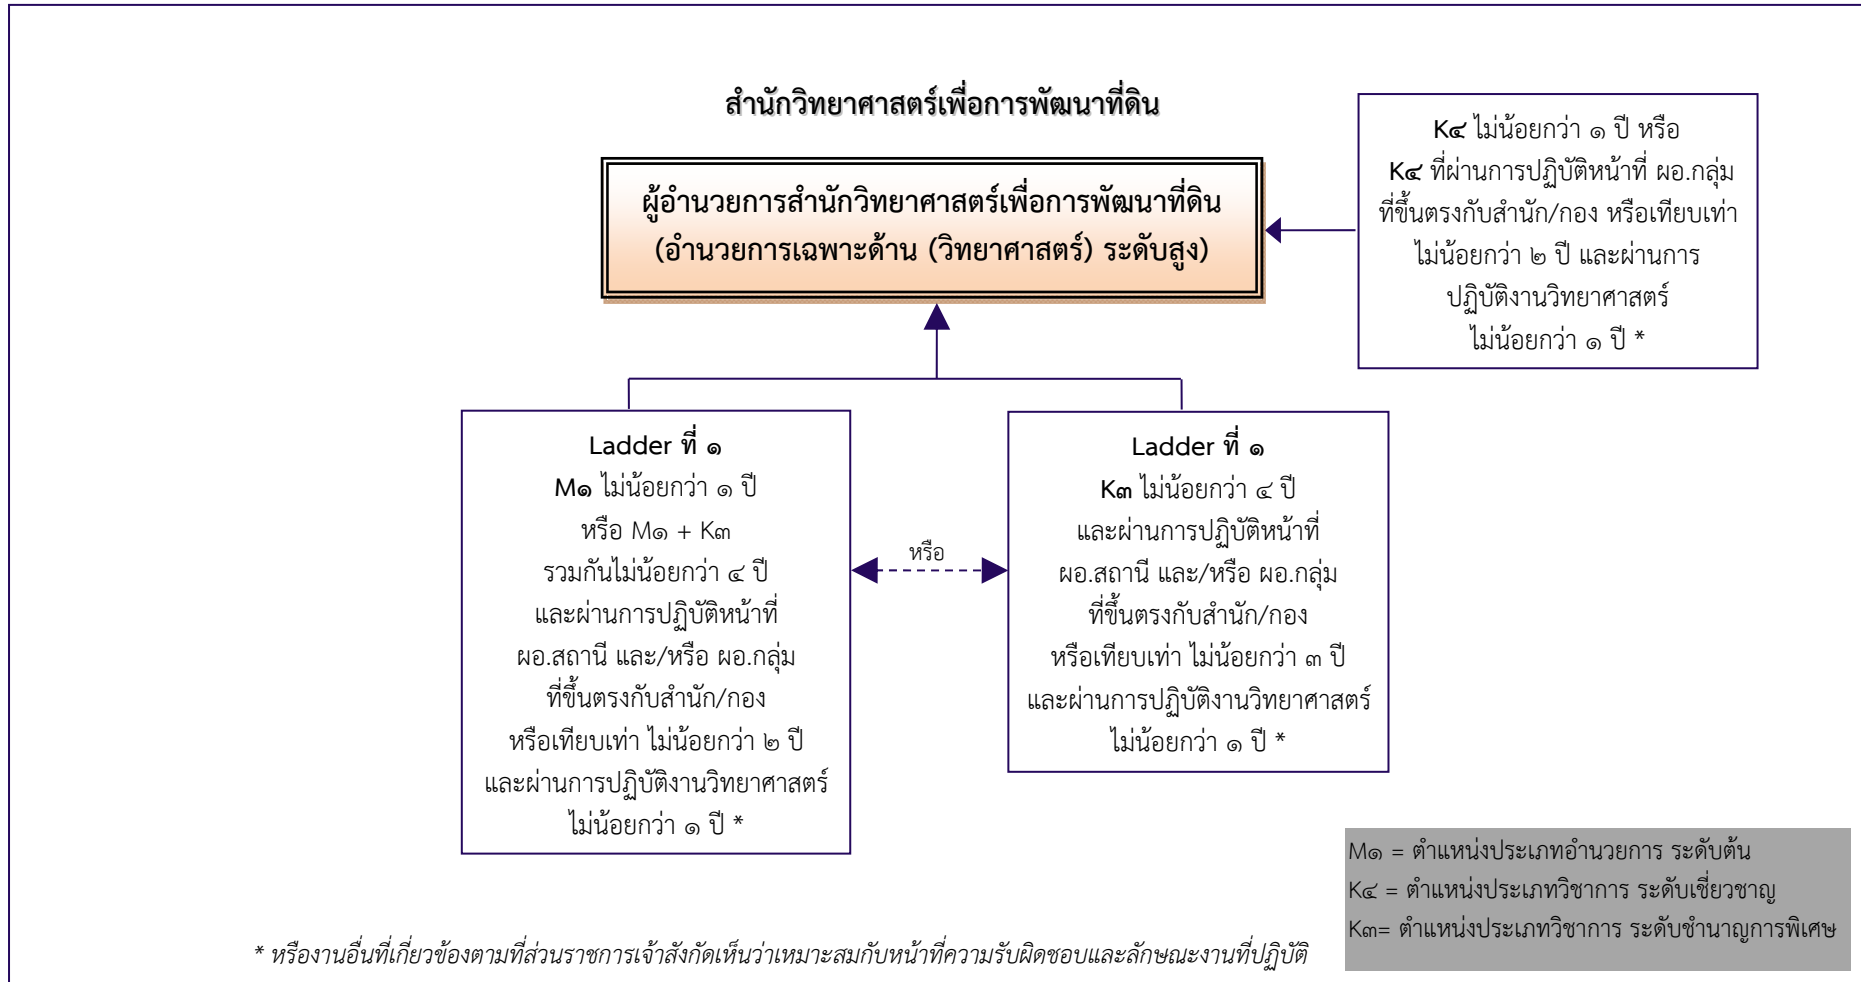 สำนักวิทยาศาสตร์เพื่อการพัฒนาที่ดิน
ผู้อำนวยการสำนักวิทยาศาสตร์เพื่อการพัฒนาที่ดิน
(อำนวยการเฉพาะด้าน (วิทยาศาสตร์) ระดับสูง)
K๔ ไม่น้อยกว่า ๑ ปี หรือ
K๔ ที่ผ่านการปฏิบัติหน้าที่ ผอ.กลุ่ม
ที่ขึ้นตรงกับสำนัก/กอง หรือเทียบเท่า
ไม่น้อยกว่า ๒ ปี และผ่านการ
ปฏิบัติงานวิทยาศาสตร์
ไม่น้อยกว่า ๑ ปี *
Ladder ที่ ๑
M๑ ไม่น้อยกว่า ๑ ปี
หรือ M๑ + K๓
รวมกันไม่น้อยกว่า ๔ ปี
และผ่านการปฏิบัติหน้าที่
ผอ.สถานี และ/หรือ ผอ.กลุ่ม
ที่ขึ้นตรงกับสำนัก/กอง
หรือเทียบเท่า ไม่น้อยกว่า ๒ ปี
และผ่านการปฏิบัติงานวิทยาศาสตร์
ไม่น้อยกว่า ๑ ปี *
หรือ
Ladder ที่ ๑
K๓ ไม่น้อยกว่า ๔ ปี
และผ่านการปฏิบัติหน้าที่
ผอ.สถานี และ/หรือ ผอ.กลุ่ม
ที่ขึ้นตรงกับสำนัก/กอง
หรือเทียบเท่า ไม่น้อยกว่า ๓ ปี
และผ่านการปฏิบัติงานวิทยาศาสตร์
ไม่น้อยกว่า ๑ ปี *
M๑ = ตำแหน่งประเภทอำนวยการ ระดับต้น
K๔ = ตำแหน่งประเภทวิชาการ ระดับเชี่ยวชาญ
K๓= ตำแหน่งประเภทวิชาการ ระดับชำนาญการพิเศษ
* หรืองานอื่นที่เกี่ยวข้องตามที่ส่วนราชการเจ้าสังกัดเห็นว่าเหมาะสมกับหน้าที่ความรับผิดชอบและลักษณะงานที่ปฏิบัติ